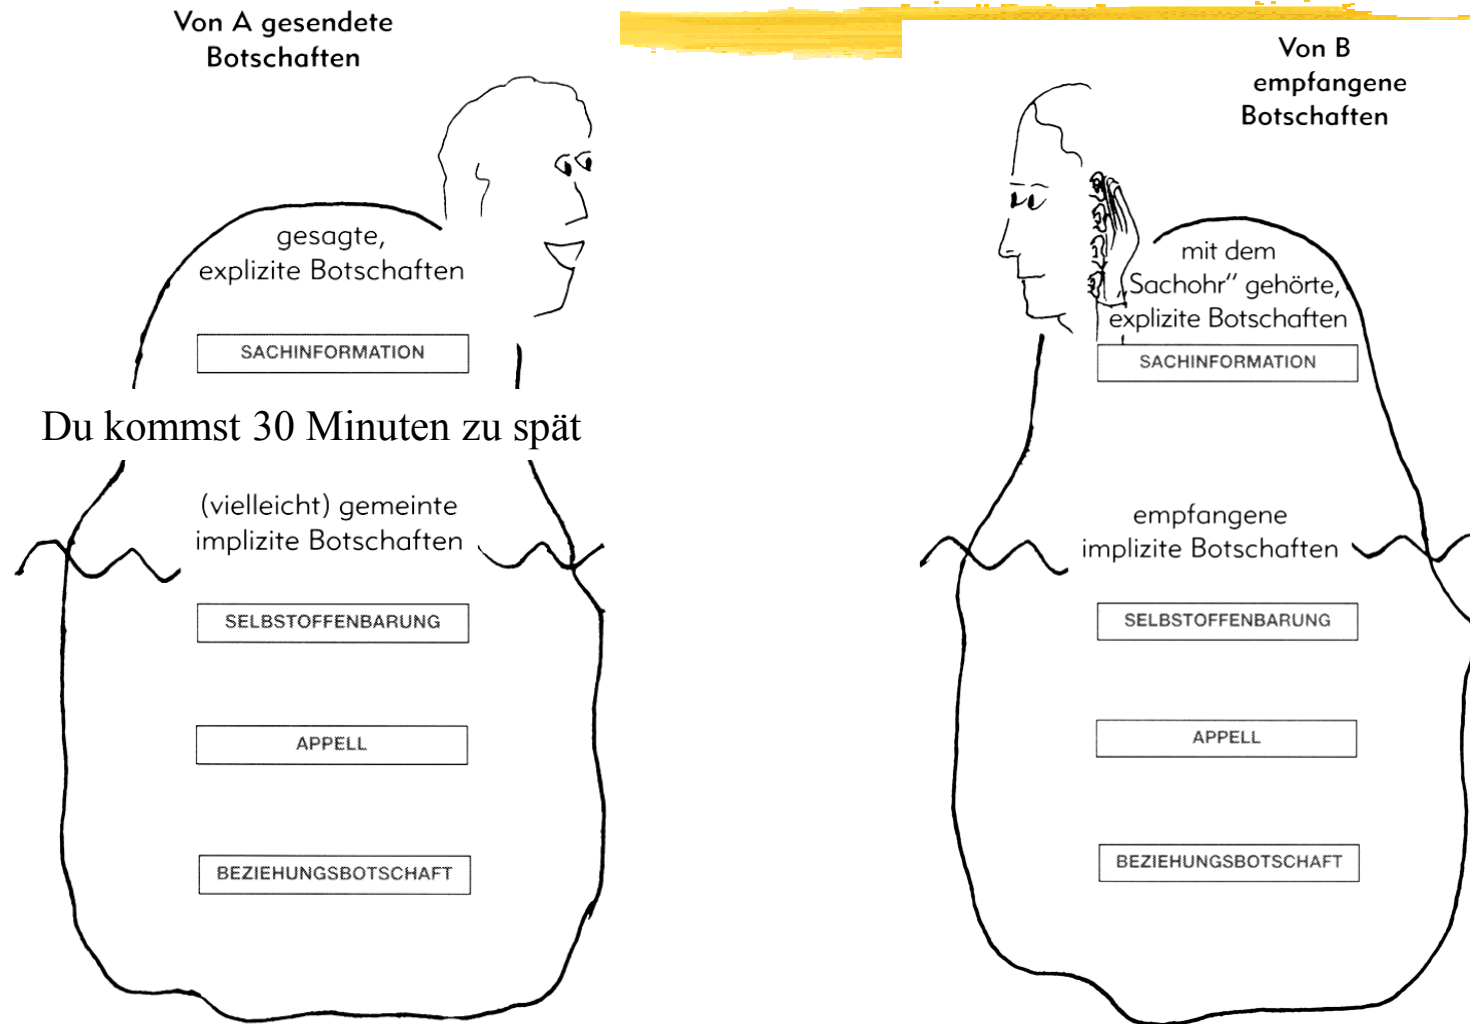 Von A gesendete
Botschaften
gesagte,
explizite Botschaften
SACHINFORMATION
Du kommst 30 Minuten zu spät
(vielleicht) gemeinte
implizite Botschaften
SELBSTOFFENBARUNG
APPELL
BEZIEHUNGSBOTSCHAFT
Von B
empfangene
Botschaften
mit dem
„Sachohr“ gehörte,
explizite Botschaften
SACHINFORMATION
empfangene
implizite Botschaften
SELBSTOFFENBARUNG
APPELL
BEZIEHUNGSBOTSCHAFT